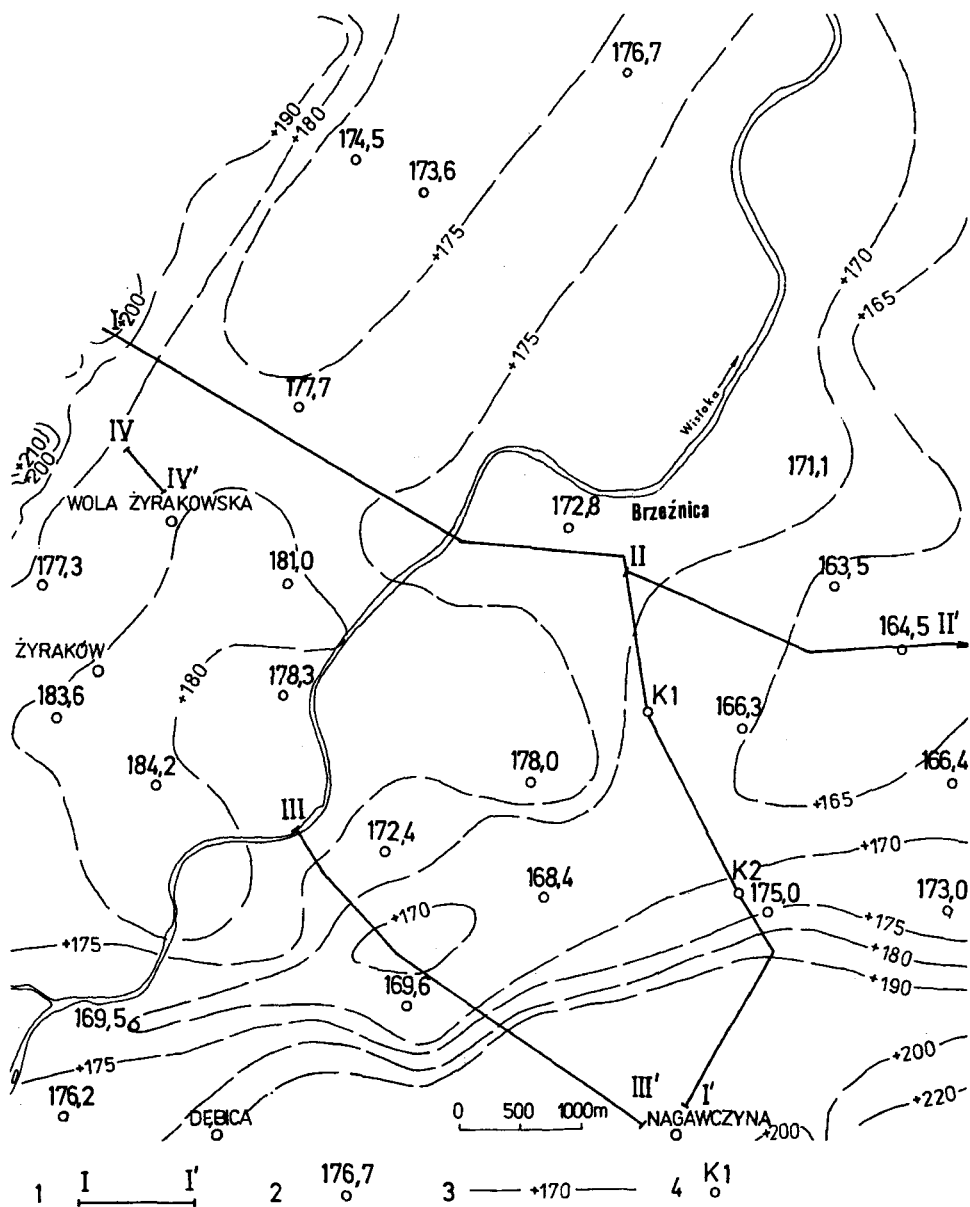 176,7
+190
+180
174,5
173,6
+175
+170
+200
I
+165
+175
177,7
Wisłoka
IV
+210
200
171,1
IV'
WOLA ŻYRAKOWSKA
172,8
Brzeźnica
II
177,3
181,0
163,5
164,5
II'
ŻYRAKÓW
+180
178,3
183,6
K1
166,3
184,2
178,0
166,4
+165
III
172,4
+170
168,4
K2
175,0
173,0
+170
+175
+175
+180
169,6
+190
169,5
+175
+200
176,2
III'
I'
+220
DĘBICA
0 500 1000m
NAGAWCZYNA
+200
1 I I'
2 176,7
3 +170
4 K1